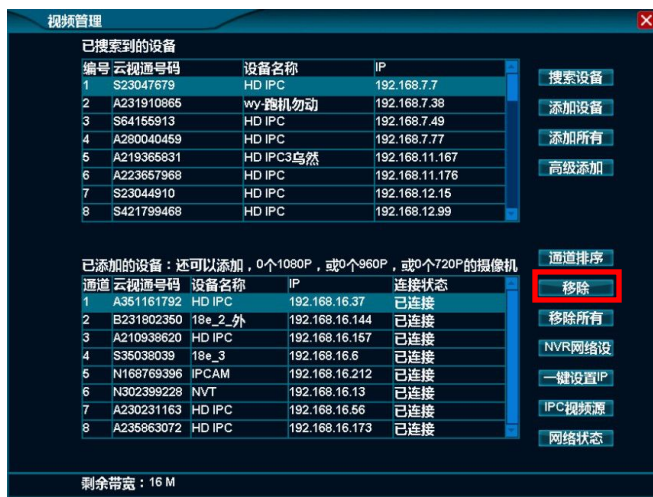 视频管理
已搜索到的设备
编号 云视通号码 设备名称 IP
1 S23047679 HD IPC 192.168.7.7
搜索设备
2 A231910865 wy-跑机勿动 192.168.7.38
添加设备
3 S64155913 HD IPC 192.168.7.49
4 A280040459 HD IPC 192.168.7.77
添加所有
5 A219365831 HD IPC3乌然 192.168.11.167
高级添加
6 A223657968 HD IPC 192.168.11.176
7 S23044910 HD IPC 192.168.12.15
8 S421799468 HD IPC 192.168.12.99
已添加的设备：还可以添加，0个1080P，或0个960P，或0个720P的摄像机
通道排序
通道 云视通号码 设备名称 IP 连接状态
移除
1 A351161792 HD IPC 192.168.16.37 已连接
2 B231802350 18e_2_外 192.168.16.144 已连接
移除所有
3 A210938620 HD IPC 192.168.16.157 已连接
NVR网络设
4 S35038039 18e_3 192.168.16.6 已连接
5 N168769396 IPCAM 192.168.16.212 已连接
一键设置IP
6 N302399228 NVT 192.168.16.13 已连接
7 A230231163 HD IPC 192.168.16.56 已连接
IPC视频源
8 A235863072 HD IPC 192.168.16.173 已连接
网络状态
剩余带宽：16 M